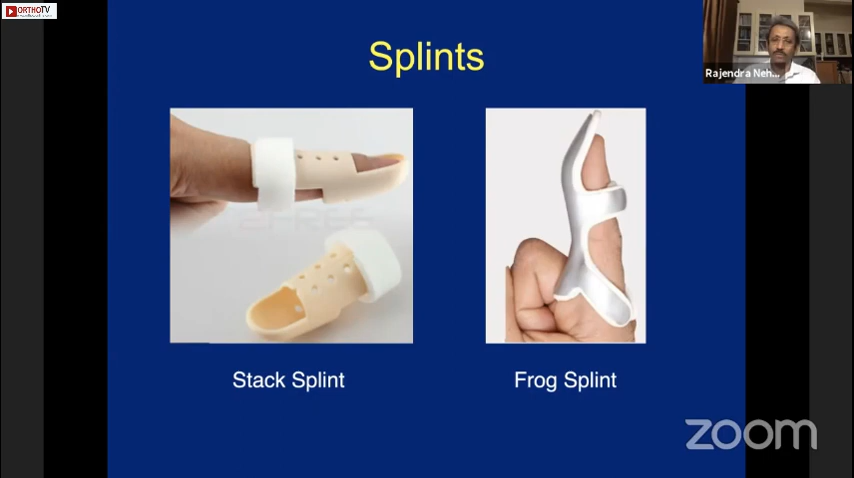 ORTHOTV
Rajendra Neh...
Splints
Stack Splint
Frog Splint
zoom